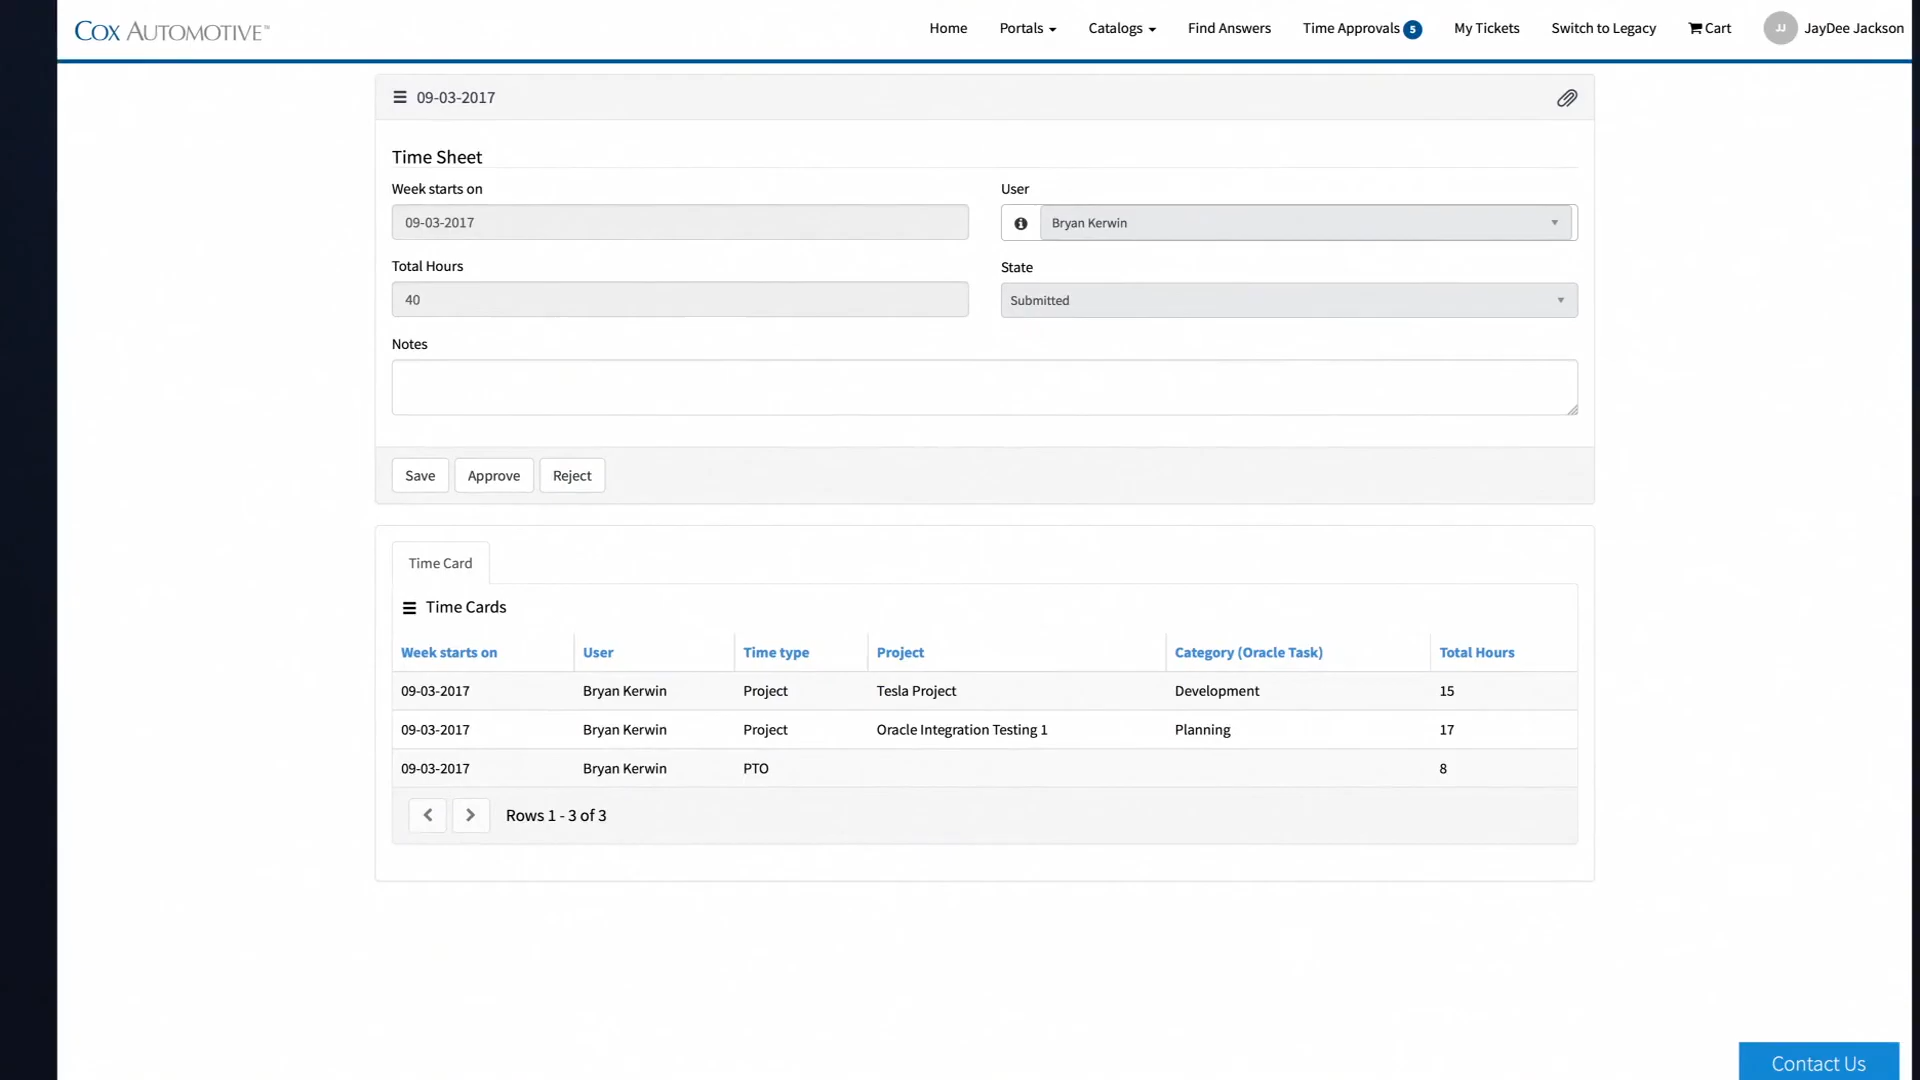 COX AUTOMOTIVE™ Home Portals Catalogs Find Answers Time Approvals 5 My Tickets Switch to Legacy Cart JJ JayDee Jackson
09-03-2017
Time Sheet
Week starts on User
09-03-2017 Bryan Kerwin
Total Hours State
40 Submitted
Notes
Save Approve Reject
Time Card
Time Cards
Week starts on User Time type Project Category (Oracle Task) Total Hours
09-03-2017 Bryan Kerwin Project Tesla Project Development 15
09-03-2017 Bryan Kerwin Project Oracle Integration Testing 1 Planning 17
09-03-2017 Bryan Kerwin PTO 8
Rows 1 - 3 of 3
Contact Us